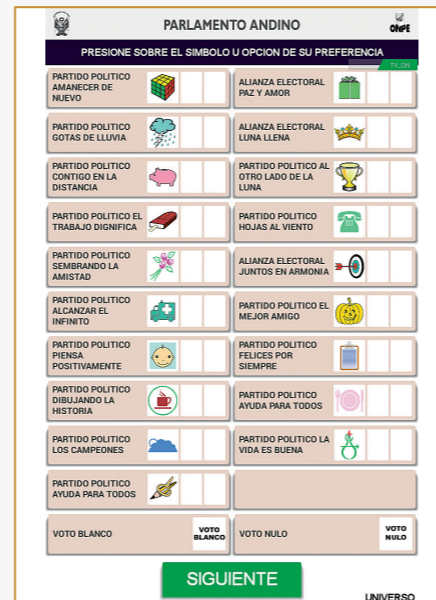 PARLAMENTO ANDINO
ONPE
PRESIONE SOBRE EL SIMBOLO U OPCION DE SU PREFERENCIA
TV_ON
PARTIDO POLITICO
AMANECER DE
NUEVO
ALIANZA ELECTORAL
PAZ Y AMOR
PARTIDO POLITICO
GOTAS DE LLUVIA
ALIANZA ELECTORAL
LUNA LLENA
PARTIDO POLITICO
CONTIGO EN LA
DISTANCIA
PARTIDO POLITICO AL
OTRO LADO DE LA
LUNA
PARTIDO POLITICO EL
TRABAJO DIGNIFICA
PARTIDO POLITICO
HOJAS AL VIENTO
PARTIDO POLITICO
SEMBRANDO LA
AMISTAD
ALIANZA ELECTORAL
JUNTOS EN ARMONIA
PARTIDO POLITICO
ALCANZAR EL
INFINITO
PARTIDO POLITICO EL
MEJOR AMIGO
PARTIDO POLITICO
PIENSA
POSITIVAMENTE
PARTIDO POLITICO
FELICES POR
SIEMPRE
PARTIDO POLITICO
DIBUJANDO LA
HISTORIA
PARTIDO POLITICO
AYUDA PARA TODOS
PARTIDO POLITICO
LOS CAMPEONES
PARTIDO POLITICO LA
VIDA ES BUENA
PARTIDO POLITICO
AYUDA PARA TODOS
VOTO BLANCO
VOTO
BLANCO
VOTO NULO
VOTO
NULO
SIGUIENTE
UNIVERSO